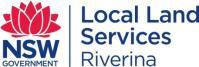 NSW
GOVERNMENT
Local Land
Services
Riverina